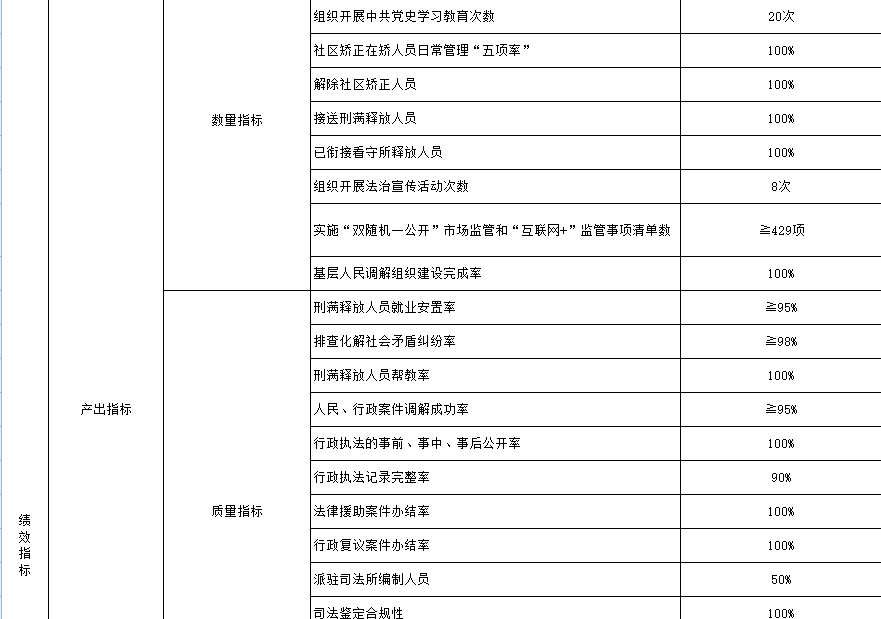 组织开展中共党史学习教育次数 20次
社区矫正在矫人员日常管理“五项率” 100%
解除社区矫正人员 100%
数量指标
接送刑满释放人员 100%
已衔接看守所释放人员 100%
组织开展法治宣传活动次数 8次
实施“双随机一公开”市场监管和“互联网+”监管事项清单数 ≧429项
基层人民调解组织建设完成率 100%
刑满释放人员就业安置率 ≧95%
排查化解社会矛盾纠纷率 ≧98%
刑满释放人员帮教率 100%
产出指标
人民、行政案件调解成功率 ≧95%
行政执法的事前、事中、事后公开率 100%
行政执法记录完整率 90%
质量指标
法律援助案件办结率 100%
行政复议案件办结率 100%
派驻司法所编制人员 50%
司法鉴定合规性 100%
绩
效
指
标